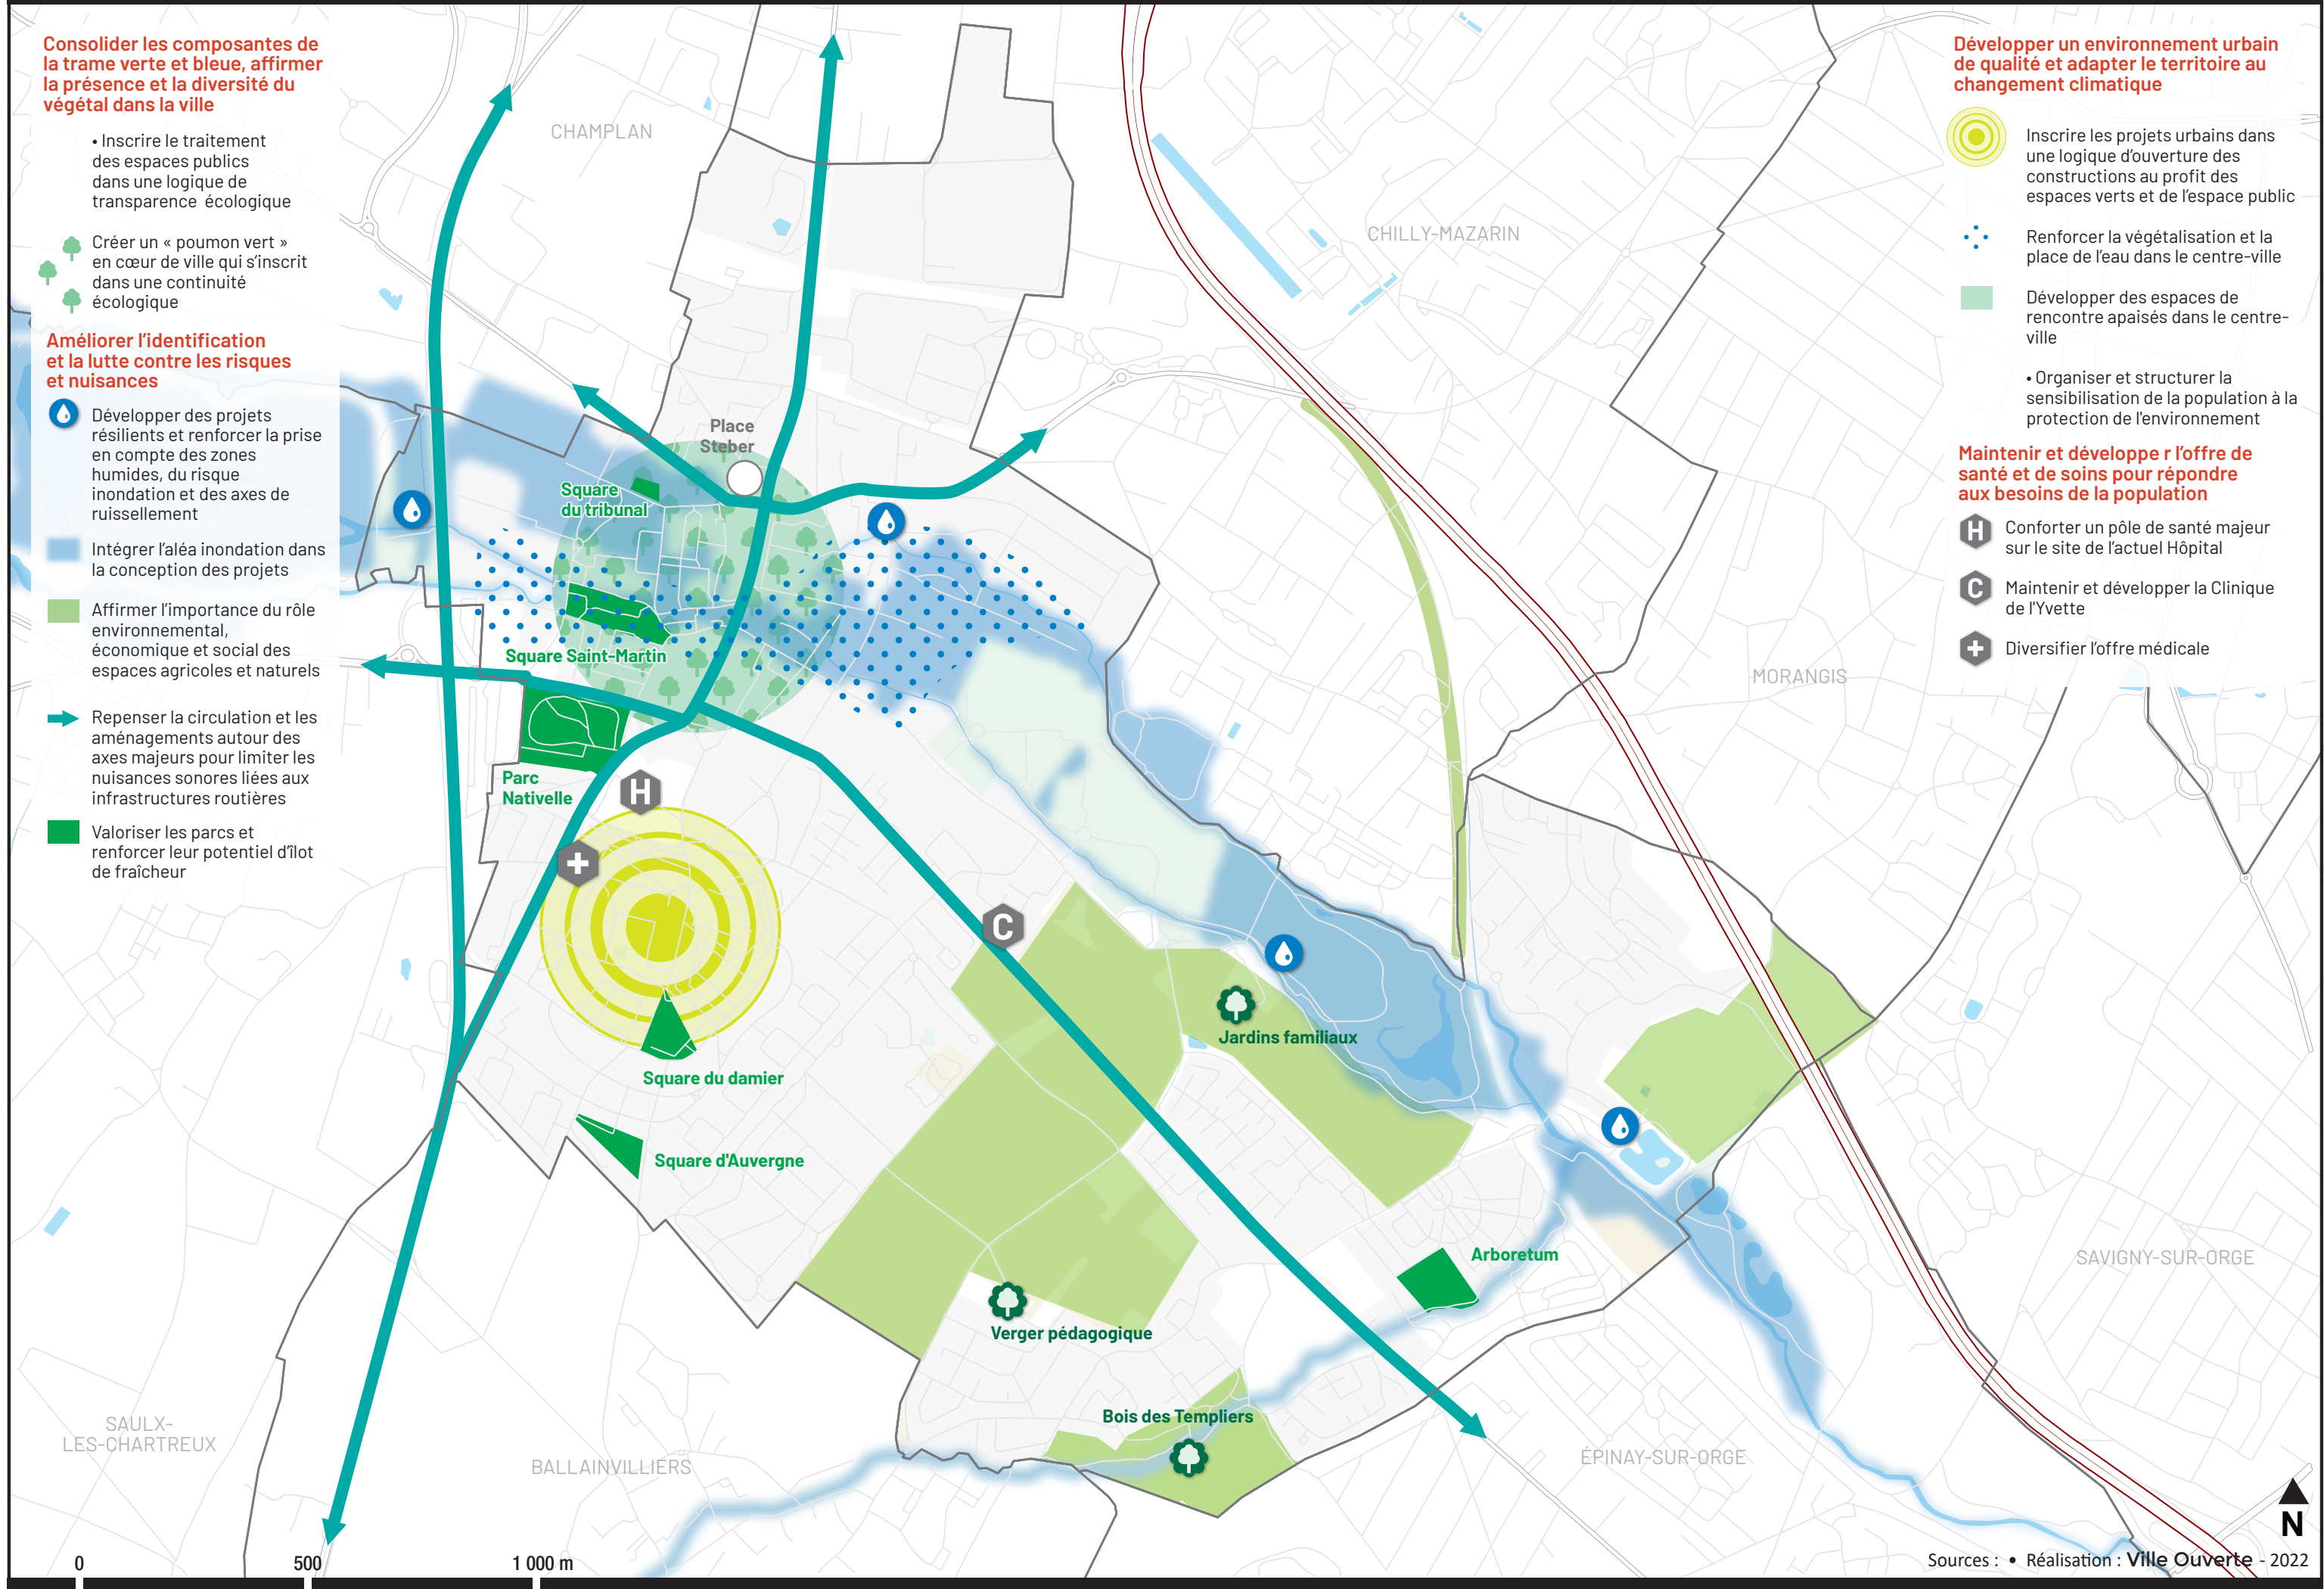 Consolider les composantes de
la trame verte et bleue, affirmer
la présence et la diversité du
végétal dans la ville
• Inscrire le traitement
des espaces publics
dans une logique de
transparence écologique
Créer un « poumon vert »
en cœur de ville qui s’inscrit
dans une continuité
écologique
Améliorer l’identification
et la lutte contre les risques
et nuisances
Développer des projets
résilients et renforcer la prise
en compte des zones
humides, du risque
inondation et des axes de
ruissellement
Intégrer l’aléa inondation dans
la conception des projets
Affirmer l’importance du rôle
environnemental,
économique et social des
espaces agricoles et naturels
Repenser la circulation et les
aménagements autour des
axes majeurs pour limiter les
nuisances sonores liées aux
infrastructures routières
Valoriser les parcs et
renforcer leur potentiel d’îlot
de fraîcheur
CHAMPLAN
CHILLY-MAZARIN
Place
Steber
Square
du tribunal
Square Saint-Martin
Parc
Nativelle
H
C
Square du damier
Square d'Auvergne
Jardins familiaux
Verger pédagogique
Arboretum
Bois des Templiers
MORANGIS
SAVIGNY-SUR-ORGE
ÉPINAY-SUR-ORGE
BALLAINVILLIERS
SAULX-
LES-CHARTREUX
Développer un environnement urbain
de qualité et adapter le territoire au
changement climatique
Inscrire les projets urbains dans
une logique d’ouverture des
constructions au profit des
espaces verts et de l’espace public
Renforcer la végétalisation et la
place de l’eau dans le centre-ville
Développer des espaces de
rencontre apaisés dans le centre-
ville
• Organiser et structurer la
sensibilisation de la population à la
protection de l'environnement
Maintenir et développe r l’offre de
santé et de soins pour répondre
aux besoins de la population
H
Conforter un pôle de santé majeur
sur le site de l’actuel Hôpital
C
Maintenir et développer la Clinique
de l'Yvette
Diversifier l’offre médicale
N
0 500 1 000 m
Sources : • Réalisation : Ville Ouverte - 2022